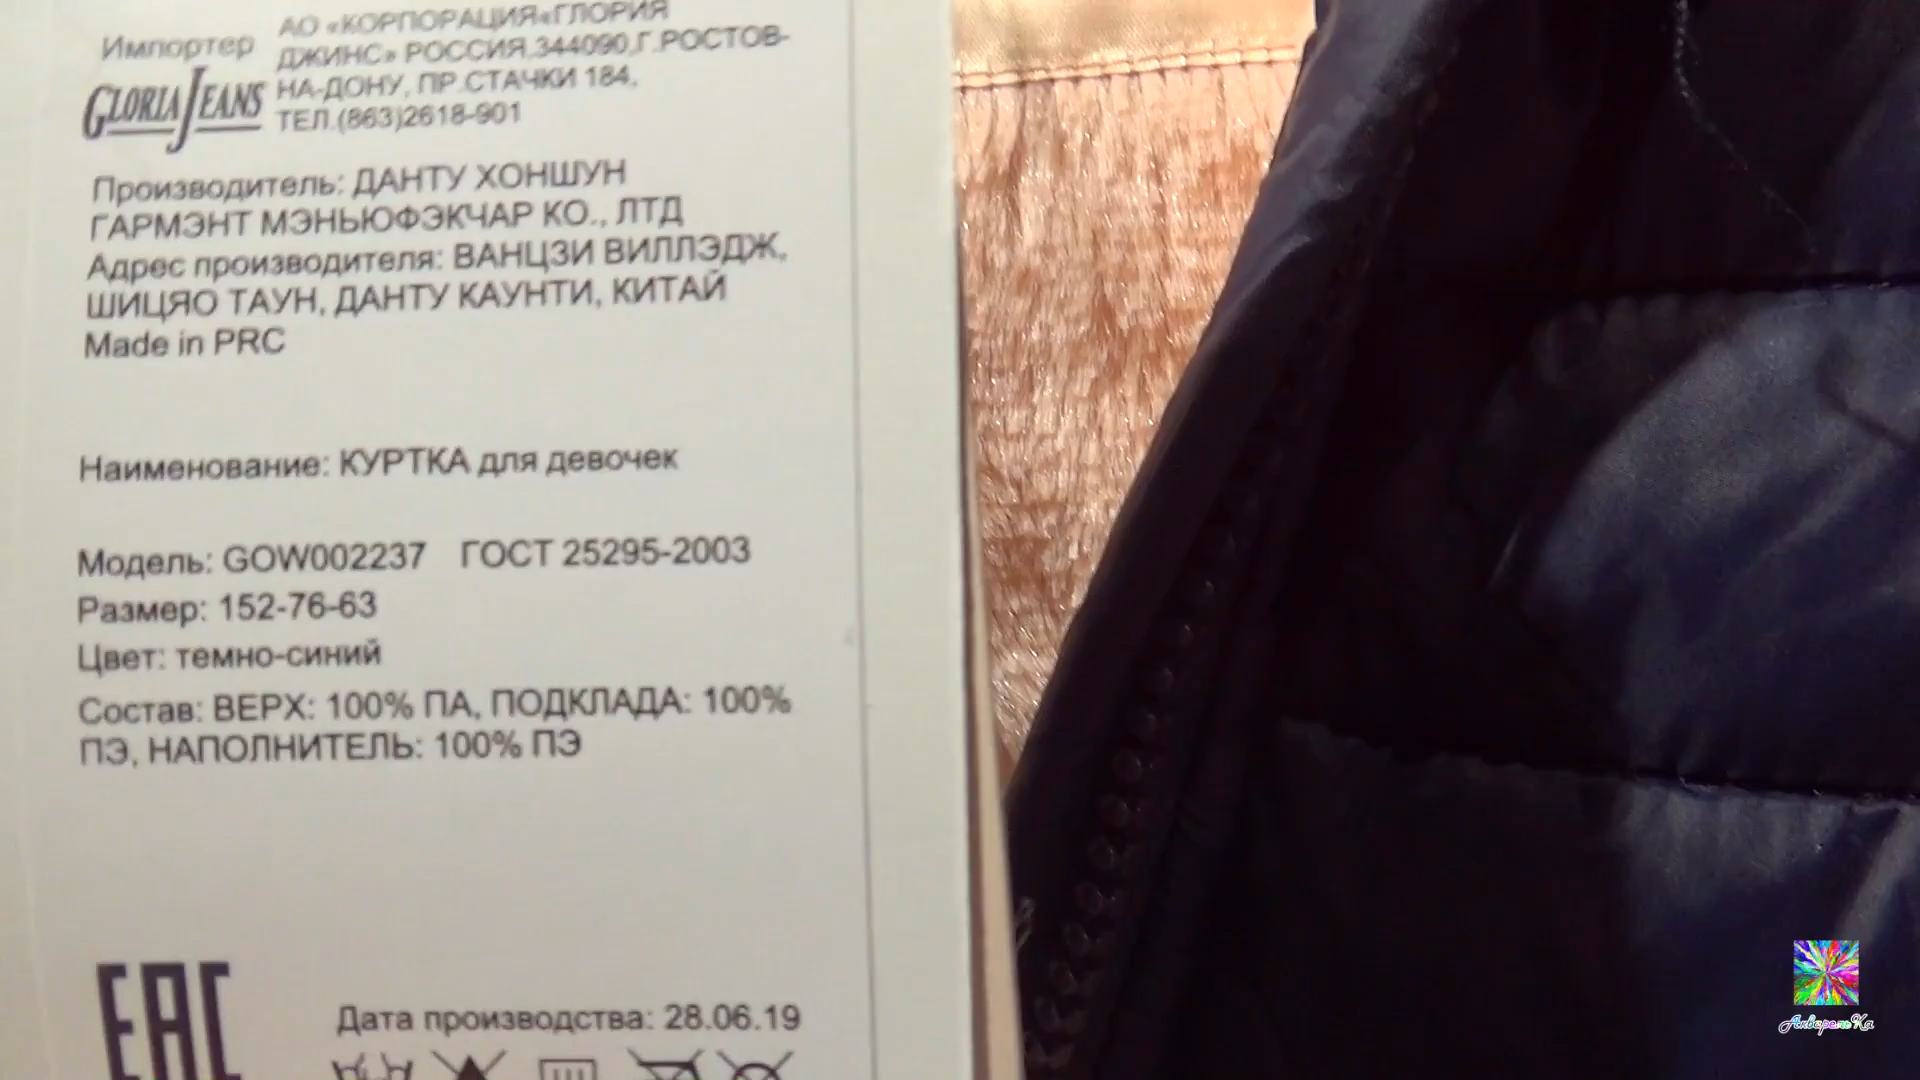 Импортер
АО «КОРПОРАЦИЯ«ГЛОРИЯ
ДЖИНС» РОССИЯ,344090,Г.РОСТОВ-
НА-ДОНУ, ПР.СТАЧКИ 184,
ТЕЛ.(863)2618-901
GLORIA JEANS
Производитель: ДАНТУ ХОНШУН
ГАРМЭНТ МЭНЬЮФЭКЧАР КО., ЛТД
Адрес производителя: ВАНЦЗИ ВИЛЛЭДЖ,
ШИЦЯО ТАУН, ДАНТУ КАУНТИ, КИТАЙ
Made in PRC
Наименование: КУРТКА для девочек
Модель: GOW002237 ГОСТ 25295-2003
Размер: 152-76-63
Цвет: темно-синий
Состав: ВЕРХ: 100% ПА, ПОДКЛАДА: 100%
ПЭ, НАПОЛНИТЕЛЬ: 100% ПЭ
EAC
Дата производства: 28.06.19
АкварельКа